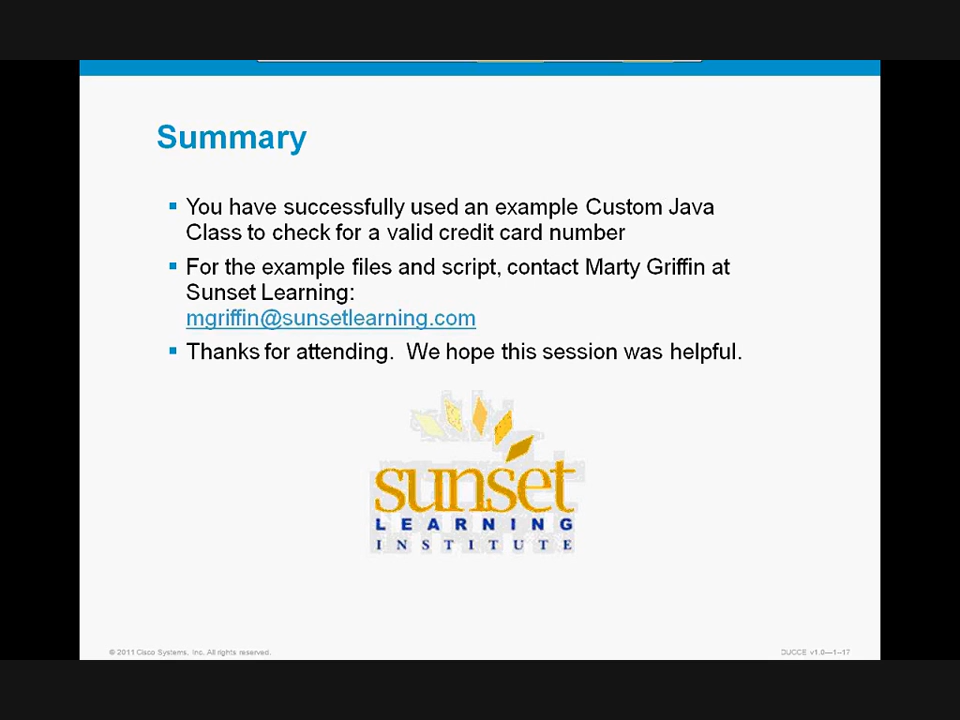 Summary
You have successfully used an example Custom Java
Class to check for a valid credit card number
For the example files and script, contact Marty Griffin at
Sunset Learning:
mgriffin@sunsetlearning.com
Thanks for attending.  We hope this session was helpful.
sunset
LEARNING
INSTITUTE
© 2011 Cisco Systems, Inc. All rights reserved.
DUCCE v1.0—1-17